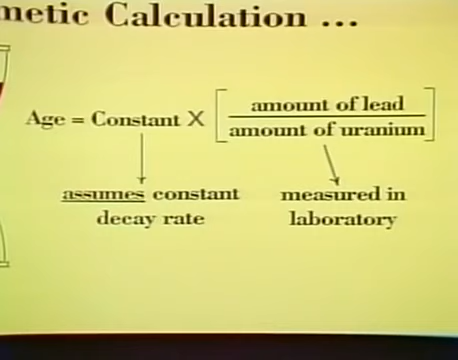 metic Calculation ...
amount of lead
Age = Constant X
amount of uranium
assumes constant
measured in
decay rate
laboratory